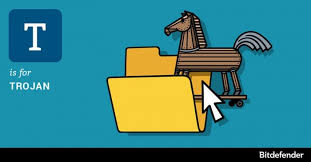 T
is for
TROJAN
Bitdefender